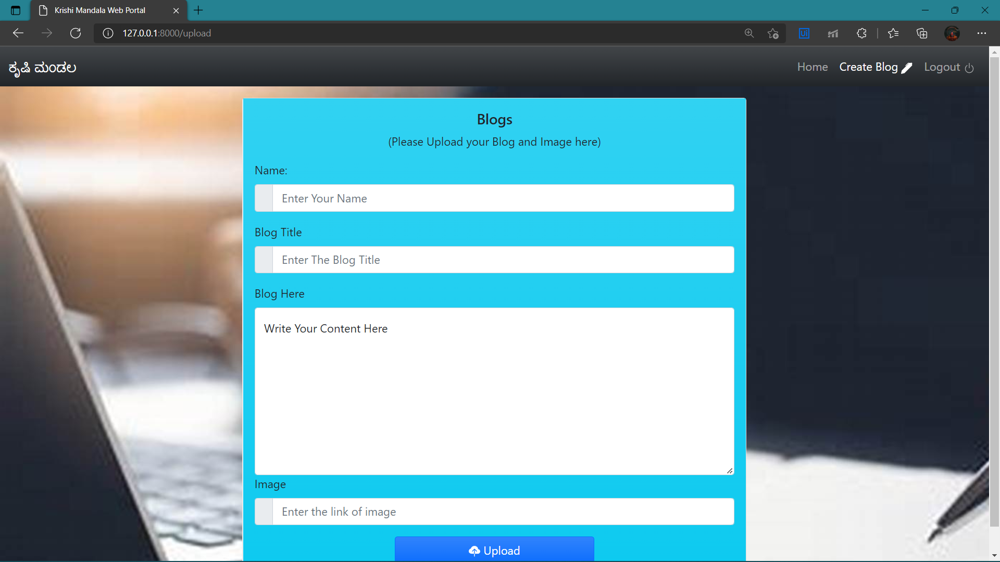 Krishi Mandala Web Portal
127.0.0.1:8000/upload
Ui
ಕೃಷಿ ಮಂಡಲ
Home Create Blog Logout
Blogs
(Please Upload your Blog and Image here)
Name:
Enter Your Name
Blog Title
Enter The Blog Title
Blog Here
Write Your Content Here
Image
Enter the link of image
Upload